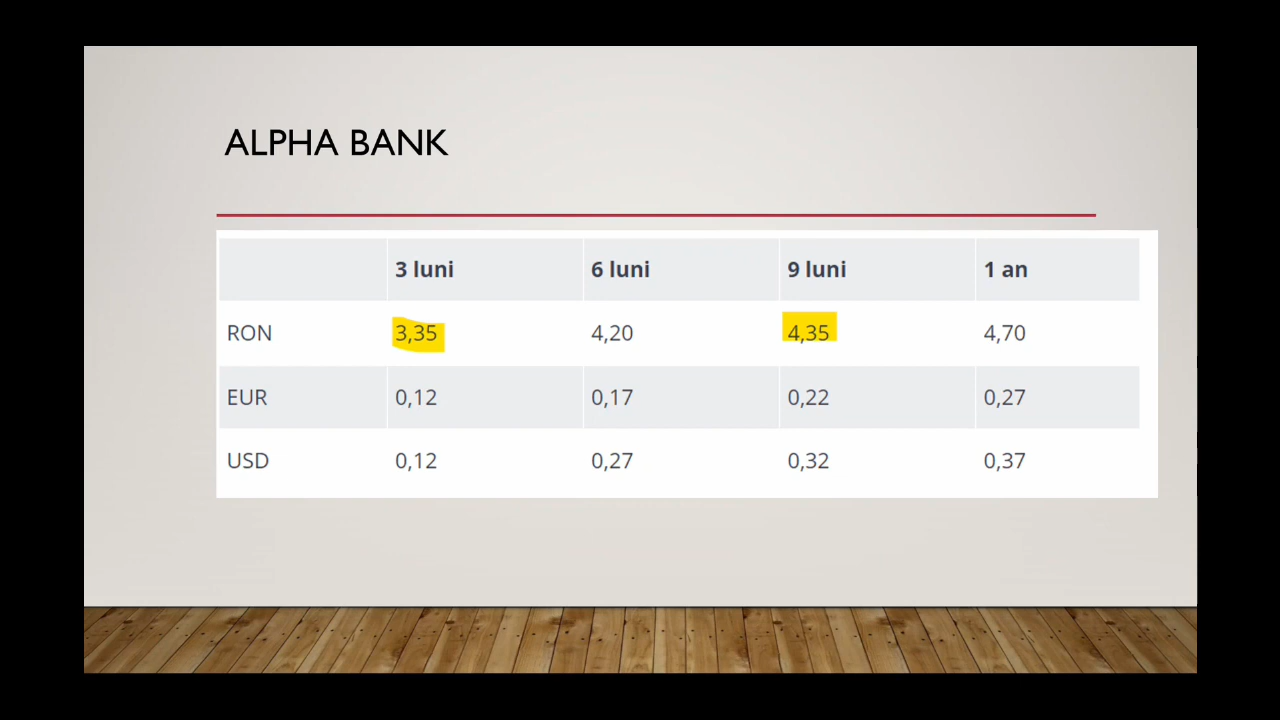 ALPHA BANK
3 luni 6 luni 9 luni 1 an
RON 3,35 4,20 4,35 4,70
EUR 0,12 0,17 0,22 0,27
USD 0,12 0,27 0,32 0,37